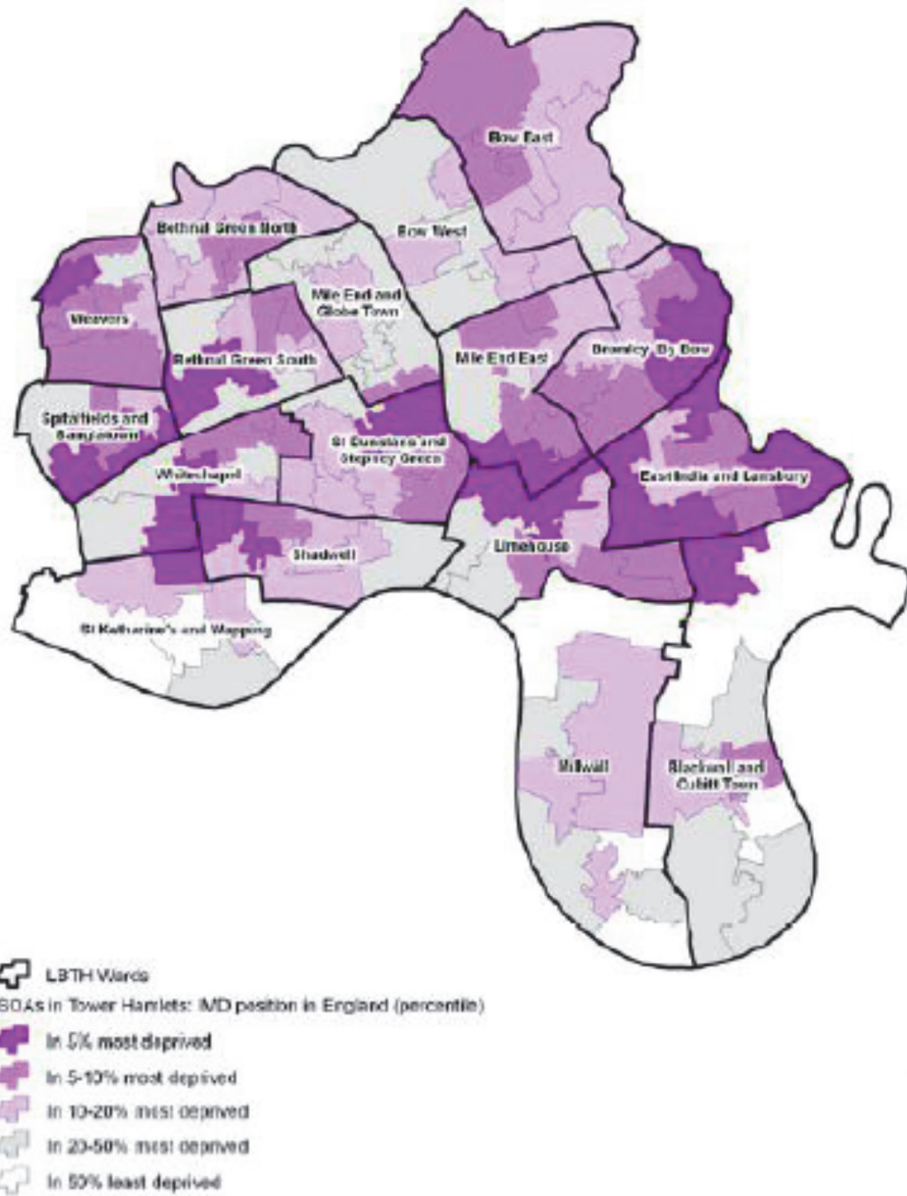 Bow East
Bethnal Green North
Bow West
Mile End and
Globe Town
Weavers
Bethnal Green South
Mile End East
Bromley By Bow
Spitalfields and
Banglatown
St Dunstans and
Stepney Green
Whitechapel
East India and Lansbury
Limehouse
Shadwell
St Katharine's and Wapping
Millwall
Blackwall and
Cubitt Town
LBTH Wards
SOAs in Tower Hamlets: IMD position in England (percentile)
In 5% most deprived
In 5-10% most deprived
In 10-20% most deprived
In 20-50% most deprived
In 50% least deprived